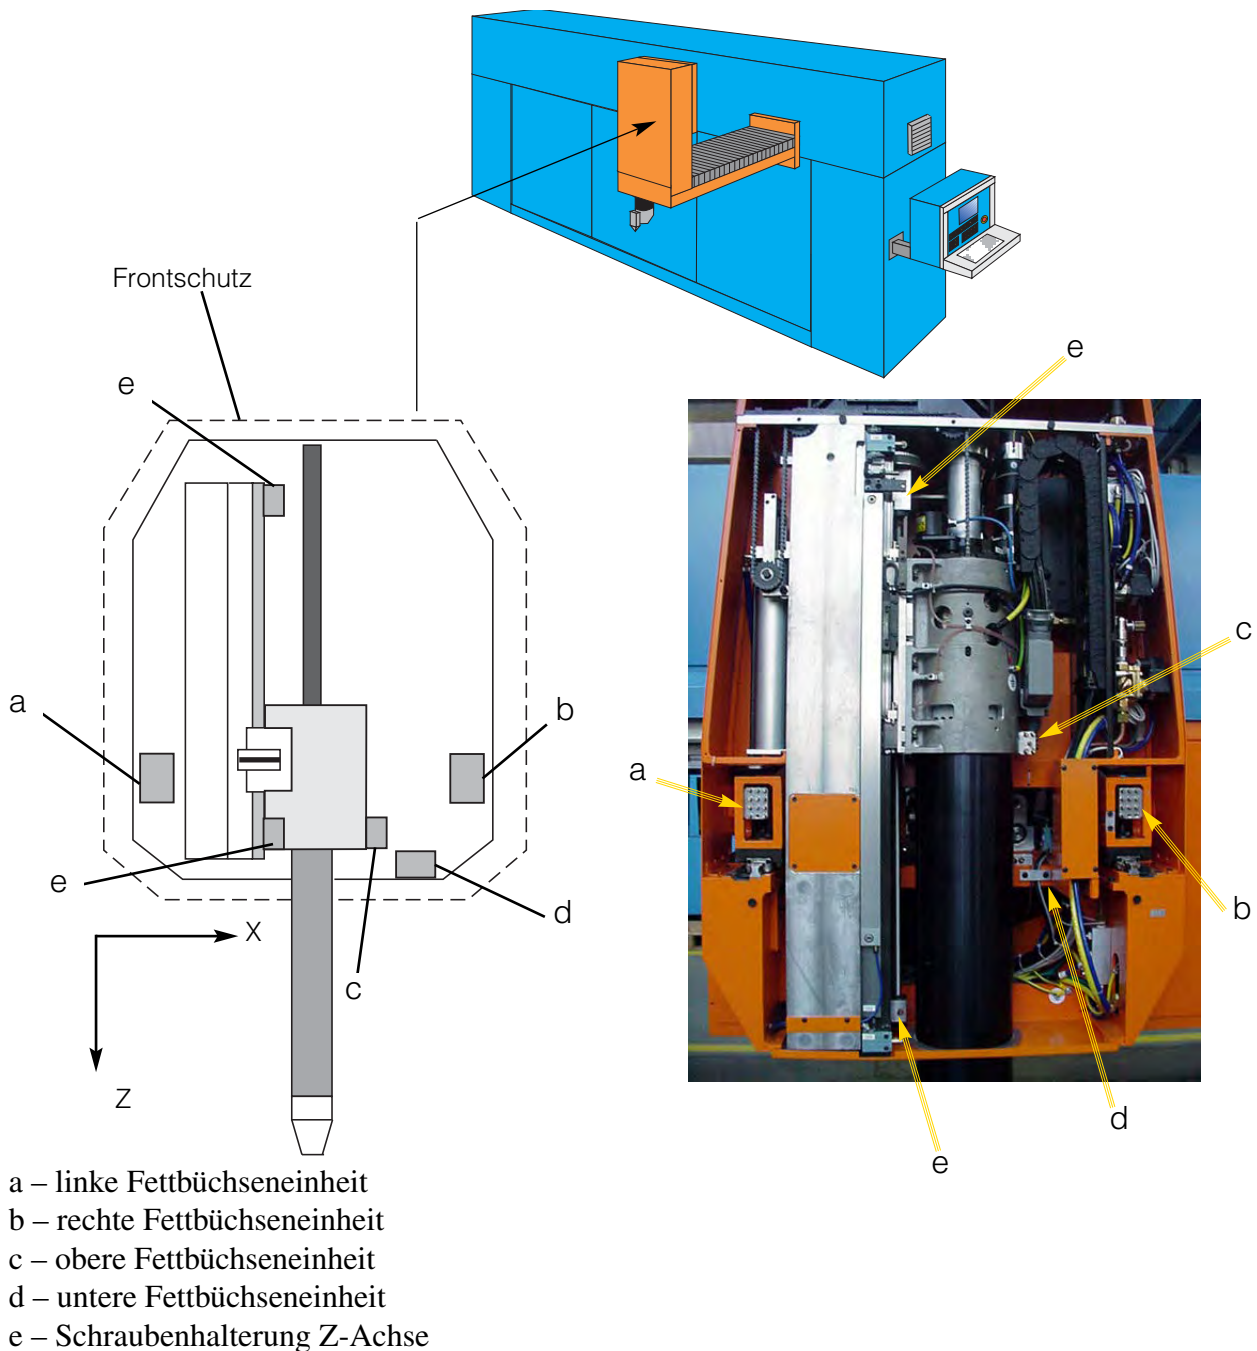 Frontschutz
e
e
a
b
c
a
e
d
b
X
c
Z
d
e
a – linke Fettbüchseneinheit
b – rechte Fettbüchseneinheit
c – obere Fettbüchseneinheit
d – untere Fettbüchseneinheit
e – Schraubenhalterung Z-Achse